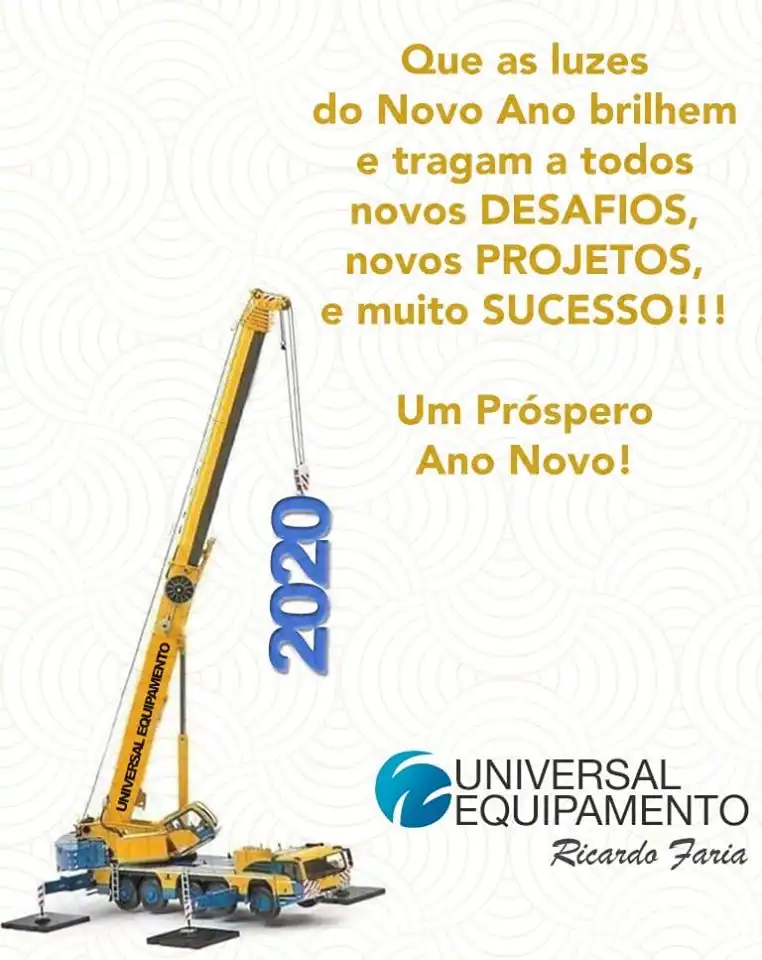 Que as luzes
do Novo Ano brilhem
e tragam a todos
novos DESAFIOS,
novos PROJETOS,
e muito SUCESSO!!!
Um Próspero
Ano Novo!
2020
UNIVERSAL EQUIPAMENTO
UNIVERSAL
EQUIPAMENTO
Ricardo Faria